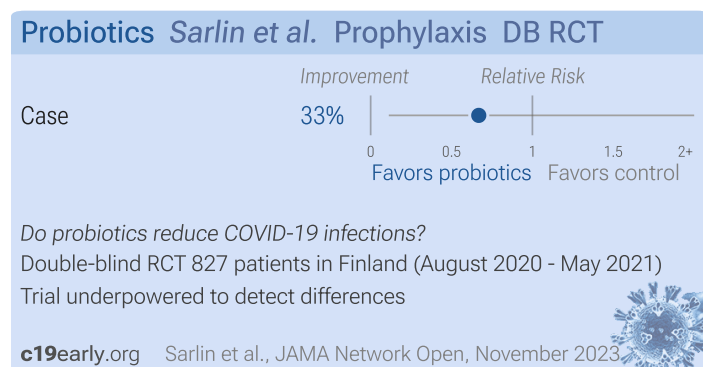 Probiotics Sarlin et al. Prophylaxis DB RCT
Improvement Relative Risk
Case 33%
0 0.5 1 1.5 2+
Favors probiotics Favors control
Do probiotics reduce COVID-19 infections?
Double-blind RCT 827 patients in Finland (August 2020 - May 2021)
Trial underpowered to detect differences
c19early.org Sarlin et al., JAMA Network Open, November 2023